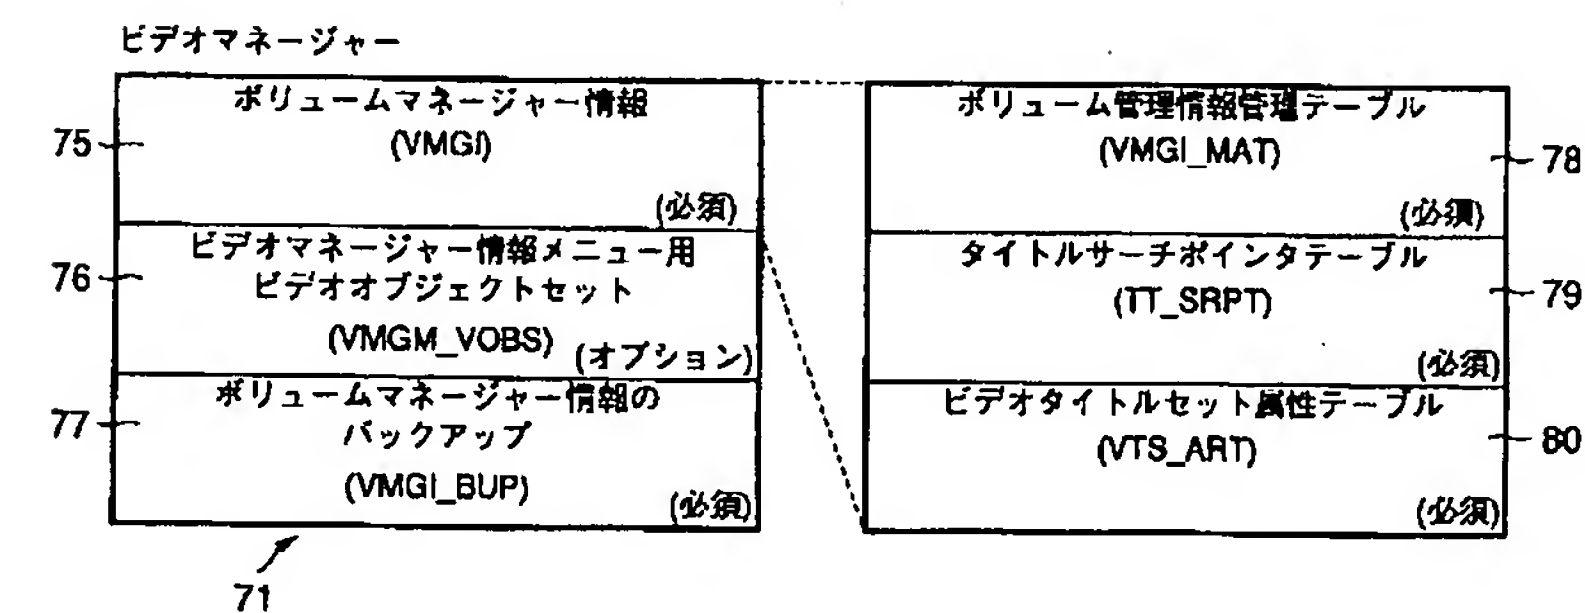 ビデオマネージャー
ボリュームマネージャー情報
75
(VMGI)
(必須)
ビデオマネージャー情報メニュー用
76
ビデオオブジェクトセット
(VMGM_VOBS)
(オプション)
ボリュームマネージャー情報の
77
バックアップ
(VMGI_BUP)
(必須)
71
ボリューム管理情報管理テーブル
(VMGI_MAT)
78
(必須)
タイトルサーチポインタテーブル
(TT_SRPT)
79
(必須)
ビデオタイトルセット属性テーブル
(VTS_ART)
80
(必須)